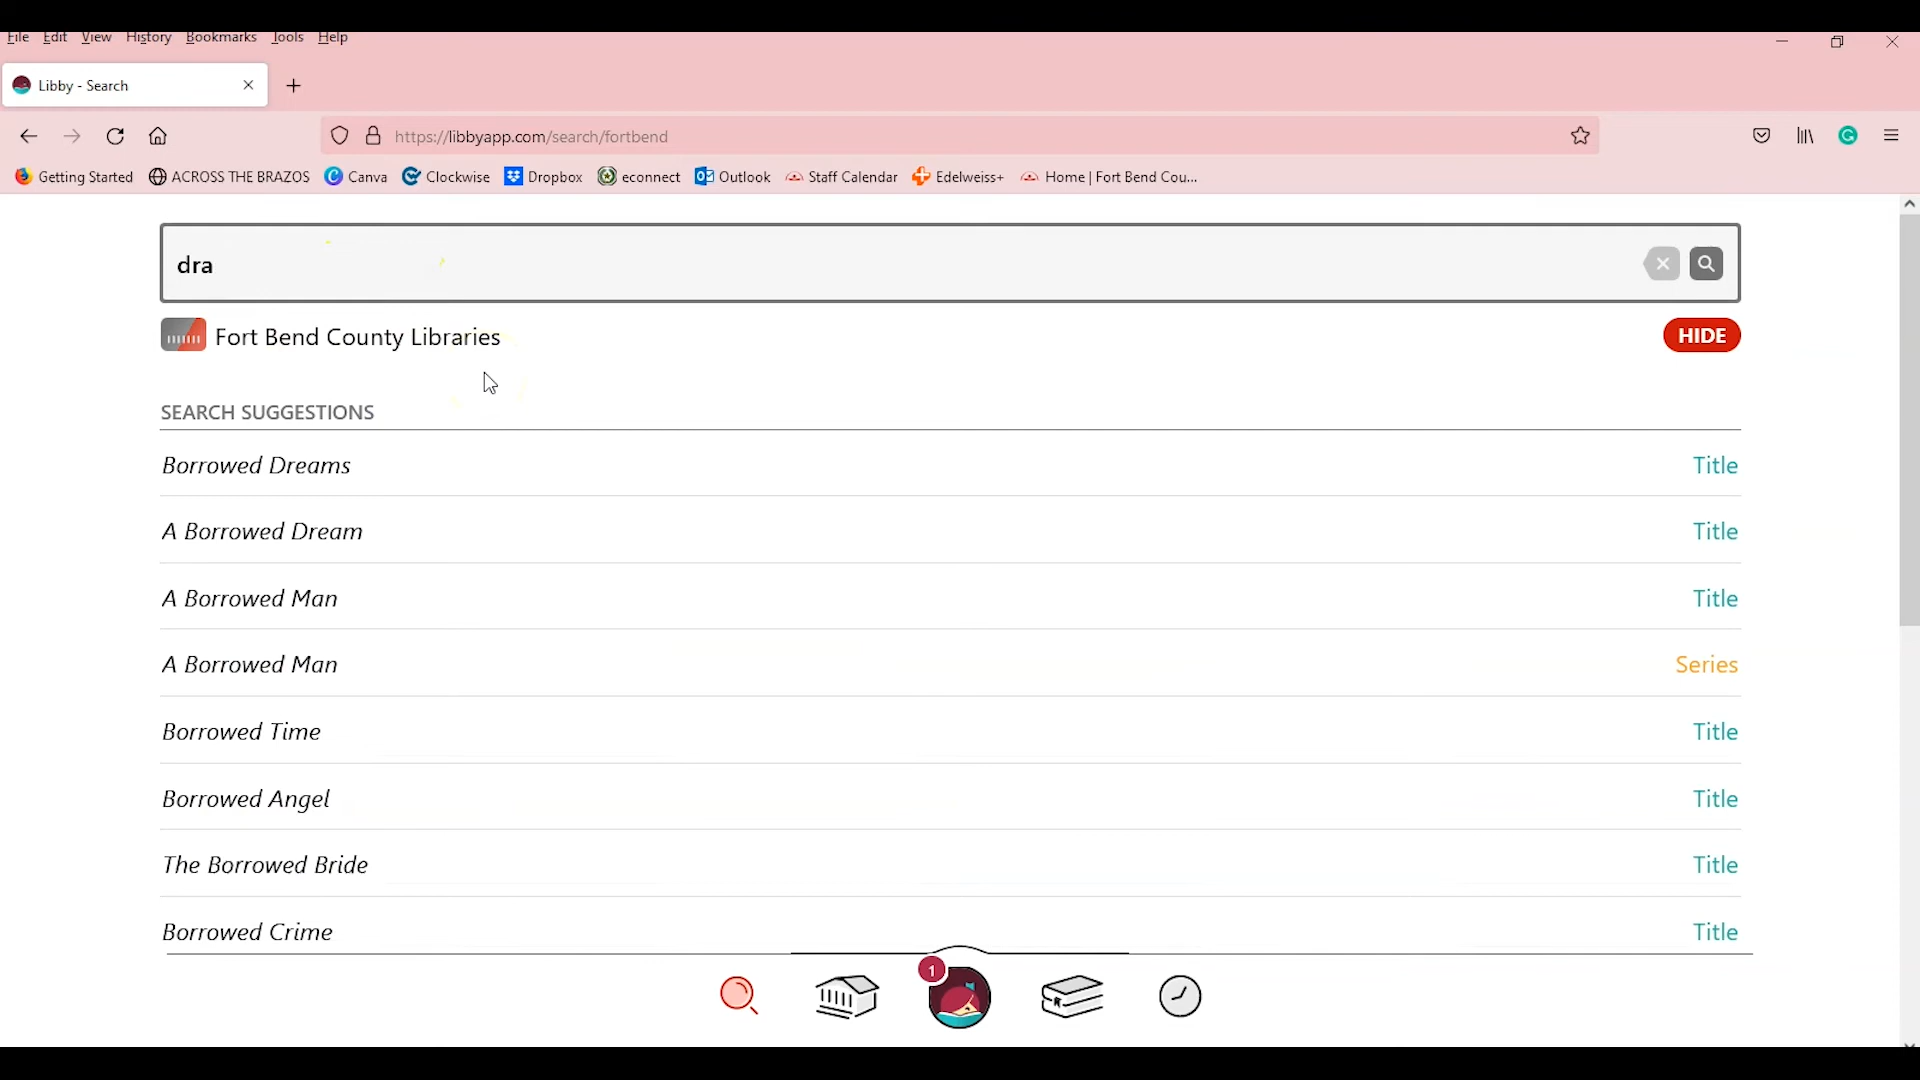 File Edit View History Bookmarks Tools Help
Libby - Search
https://libbyapp.com/search/fortbend
Getting Started ACROSS THE BRAZOS Canva Clockwise Dropbox econnect Outlook Staff Calendar Edelweiss+ Home | Fort Bend Cou...
dra
Fort Bend County Libraries HIDE
SEARCH SUGGESTIONS
Borrowed Dreams Title
A Borrowed Dream Title
A Borrowed Man Title
A Borrowed Man Series
Borrowed Time Title
Borrowed Angel Title
The Borrowed Bride Title
Borrowed Crime Title
1